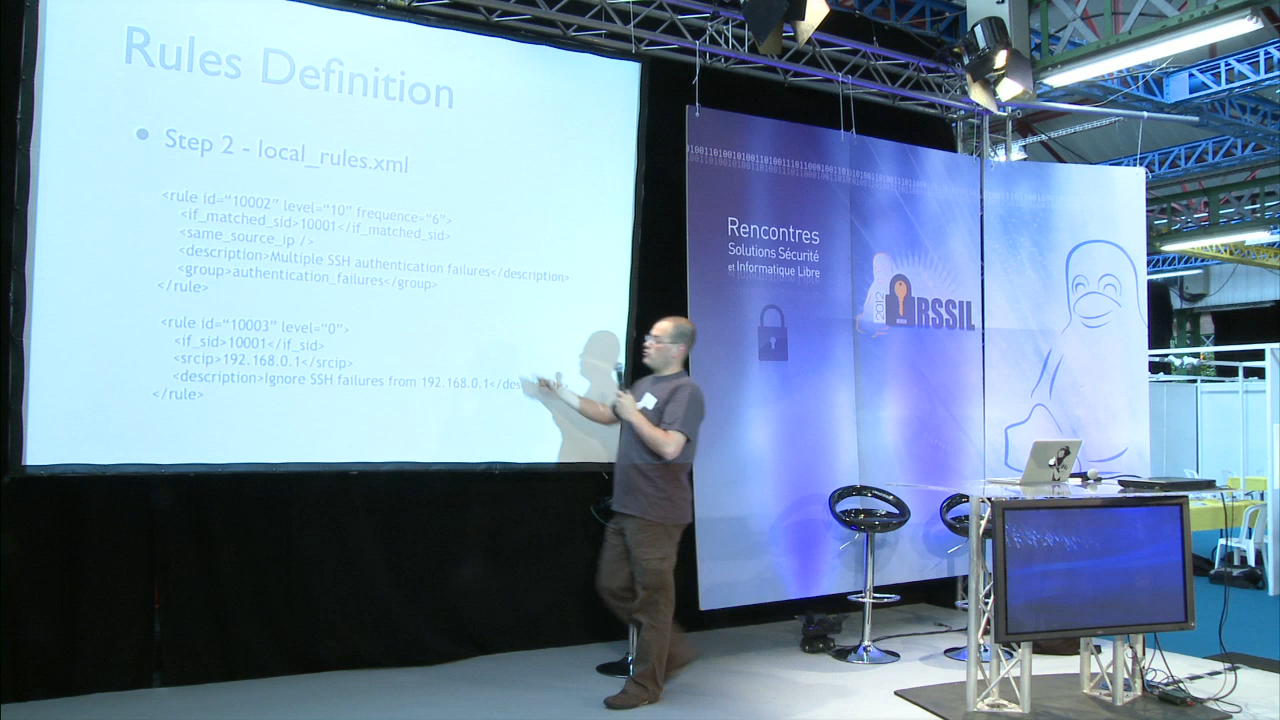 Rules Definition
• Step 2 - local_rules.xml
<rule id="10002" level="10" frequence="6">
<if_matched_sid>10001</if_matched_sid>
<same_source_ip />
<description>Multiple SSH authentication failures</description>
<group>authentication_failures</group>
</rule>
<rule id="10003" level="0">
<if_sid>10001</if_sid>
<srcip>192.168.0.1</srcip>
<description>Ignore SSH failures from 192.168.0.1</des
</rule>
Rencontres
Solutions Sécurité
et Informatique Libre
2012
RSSIL